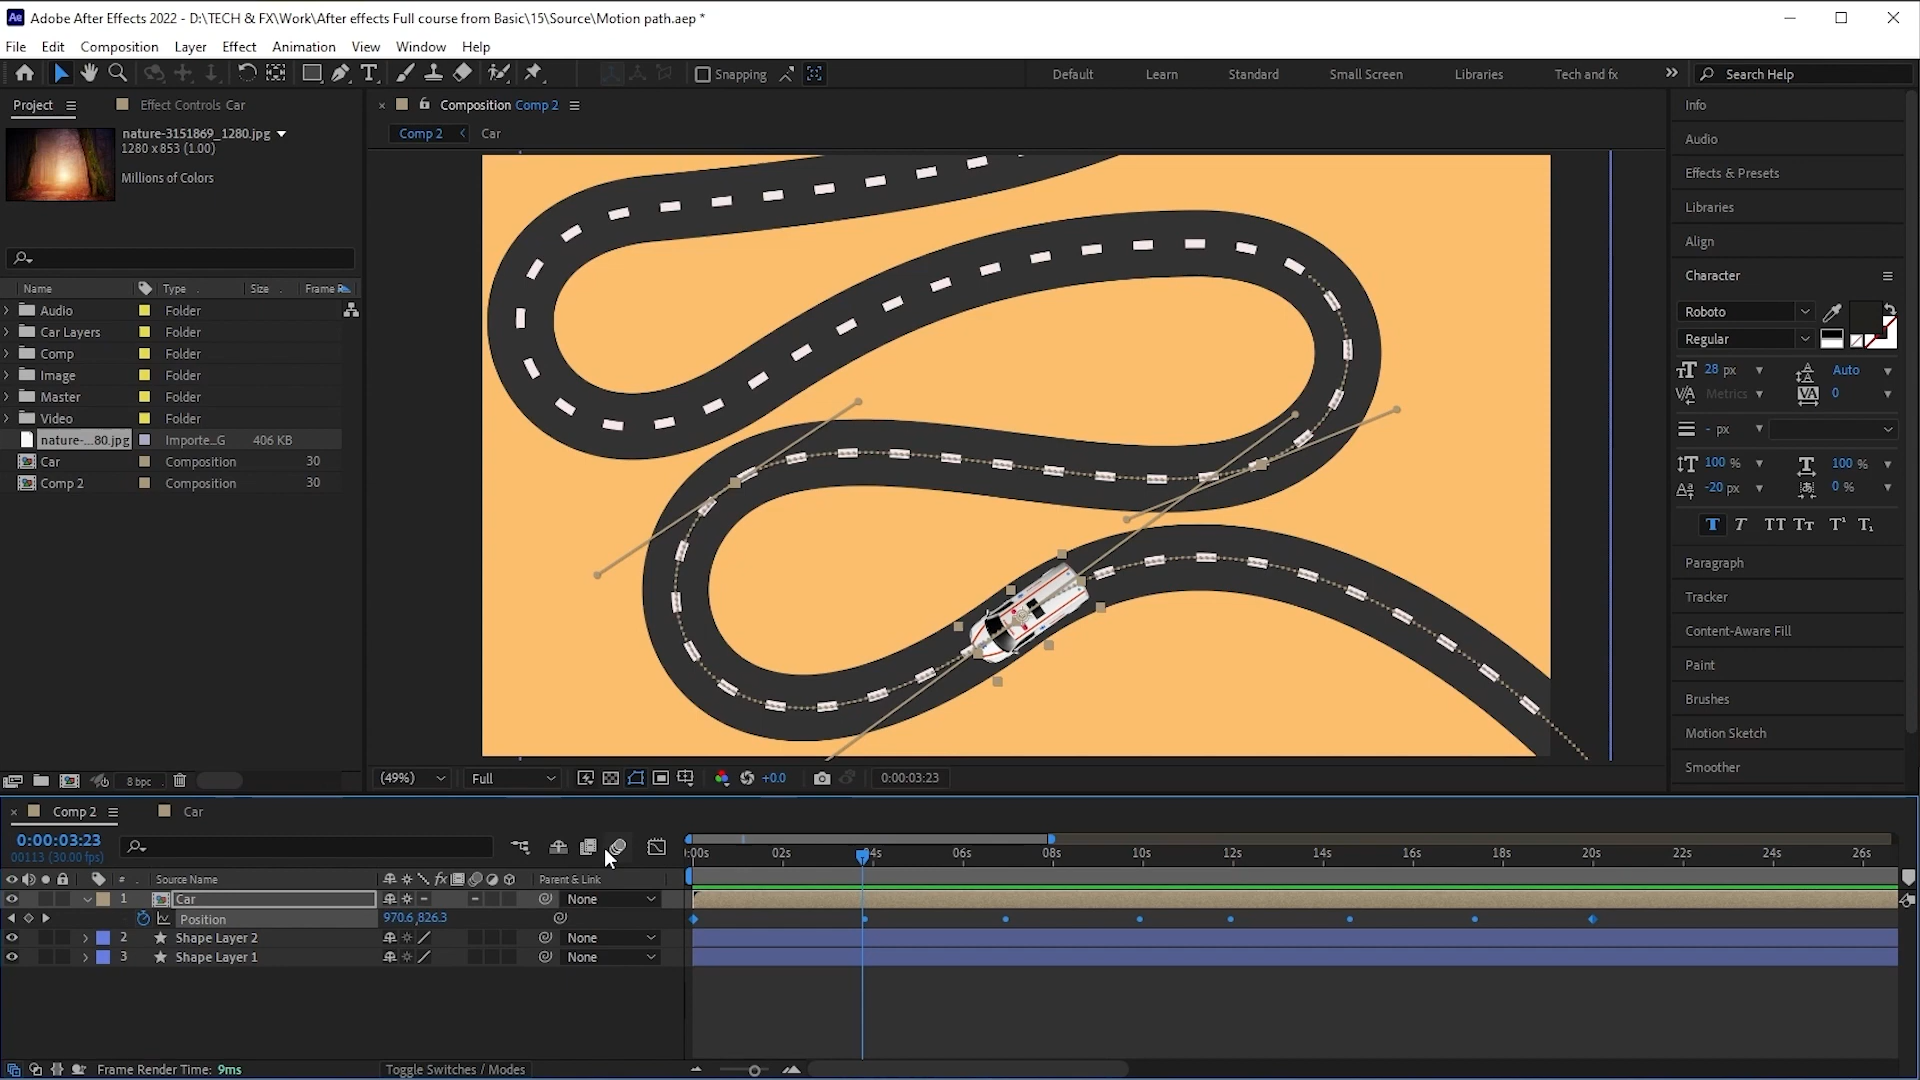 Adobe After Effects 2022 - D:\TECH & FX\Work\After effects Full course from Basic\15\Source\Motion path.aep *
File Edit Composition Layer Effect Animation View Window Help
Snapping Default Learn Standard Small Screen Libraries Tech and fx Search Help
Project Effect Controls Car
Composition Comp 2
Comp 2 Car
nature-3151869_1280.jpg
1280 x 853 (1.00)
Millions of Colors
Name Type Size Frame R
Audio Folder
Car Layers Folder
Comp Folder
Image Folder
Master Folder
Video Folder
nature-...80.jpg Importe_G 406 KB
Car Composition 30
Comp 2 Composition 30
8 bpc
(49%) Full +0.0 0:00:03:23
Info
Audio
Effects & Presets
Libraries
Align
Character
Roboto
Regular
28 px Auto
Metrics 0
- px
100 % 100 %
-20 px 0 %
T T TT Tт T¹ T₁
Paragraph
Tracker
Content-Aware Fill
Paint
Brushes
Motion Sketch
Smoother
Comp 2 Car
0:00:03:23
00113 (30.00 fps)
:00s 02s 04s 06s 08s 10s 12s 14s 16s 18s 20s 22s 24s 26s
# Source Name fx Parent & Link
1 Car None
Position 970.6,826.3
2 Shape Layer 2 None
3 Shape Layer 1 None
Frame Render Time: 9ms Toggle Switches / Modes